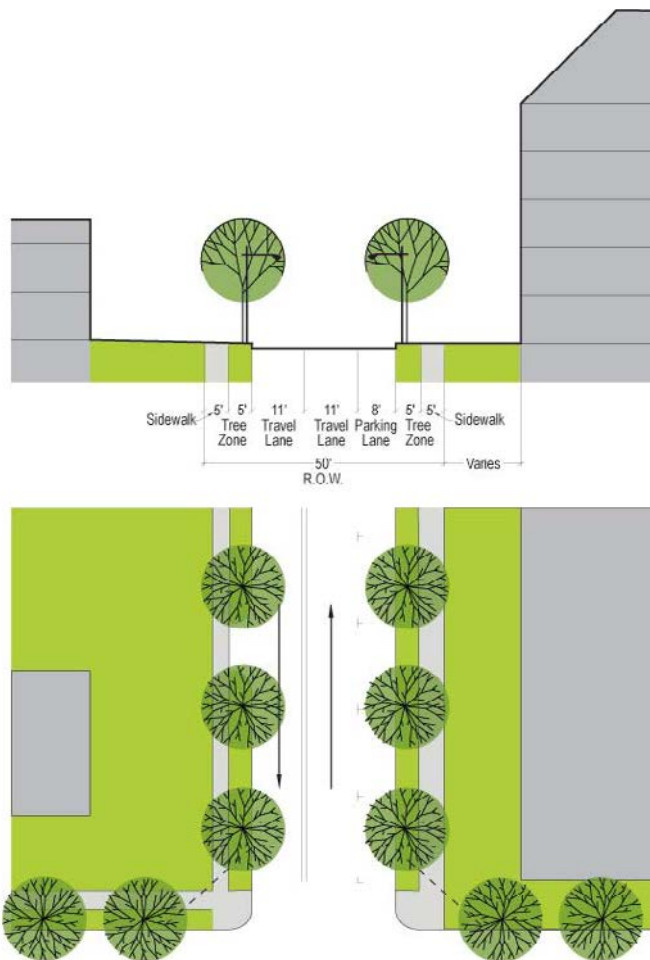 Sidewalk 5' 5' 11' 11' 8' 5' 5' Sidewalk
Tree Travel Travel Parking Tree
Zone Lane Lane Lane Zone
50' Varies
R.O.W.